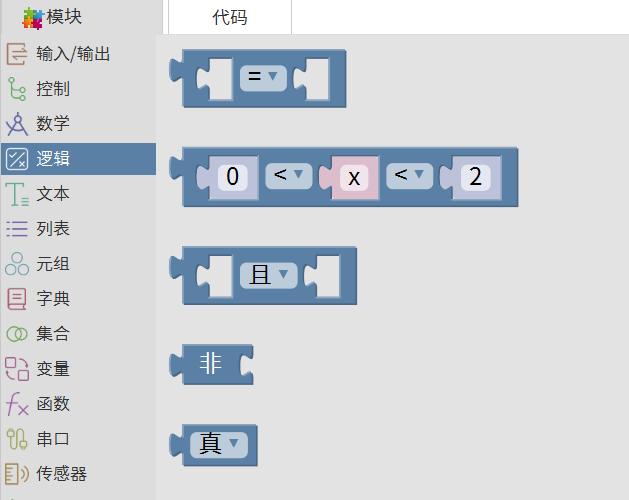 模块
代码
输入/输出
控制
数学
逻辑
文本
列表
元组
字典
集合
变量
函数
串口
传感器
= ▼
0 < ▼ x < ▼ 2
且 ▼
非
真 ▼